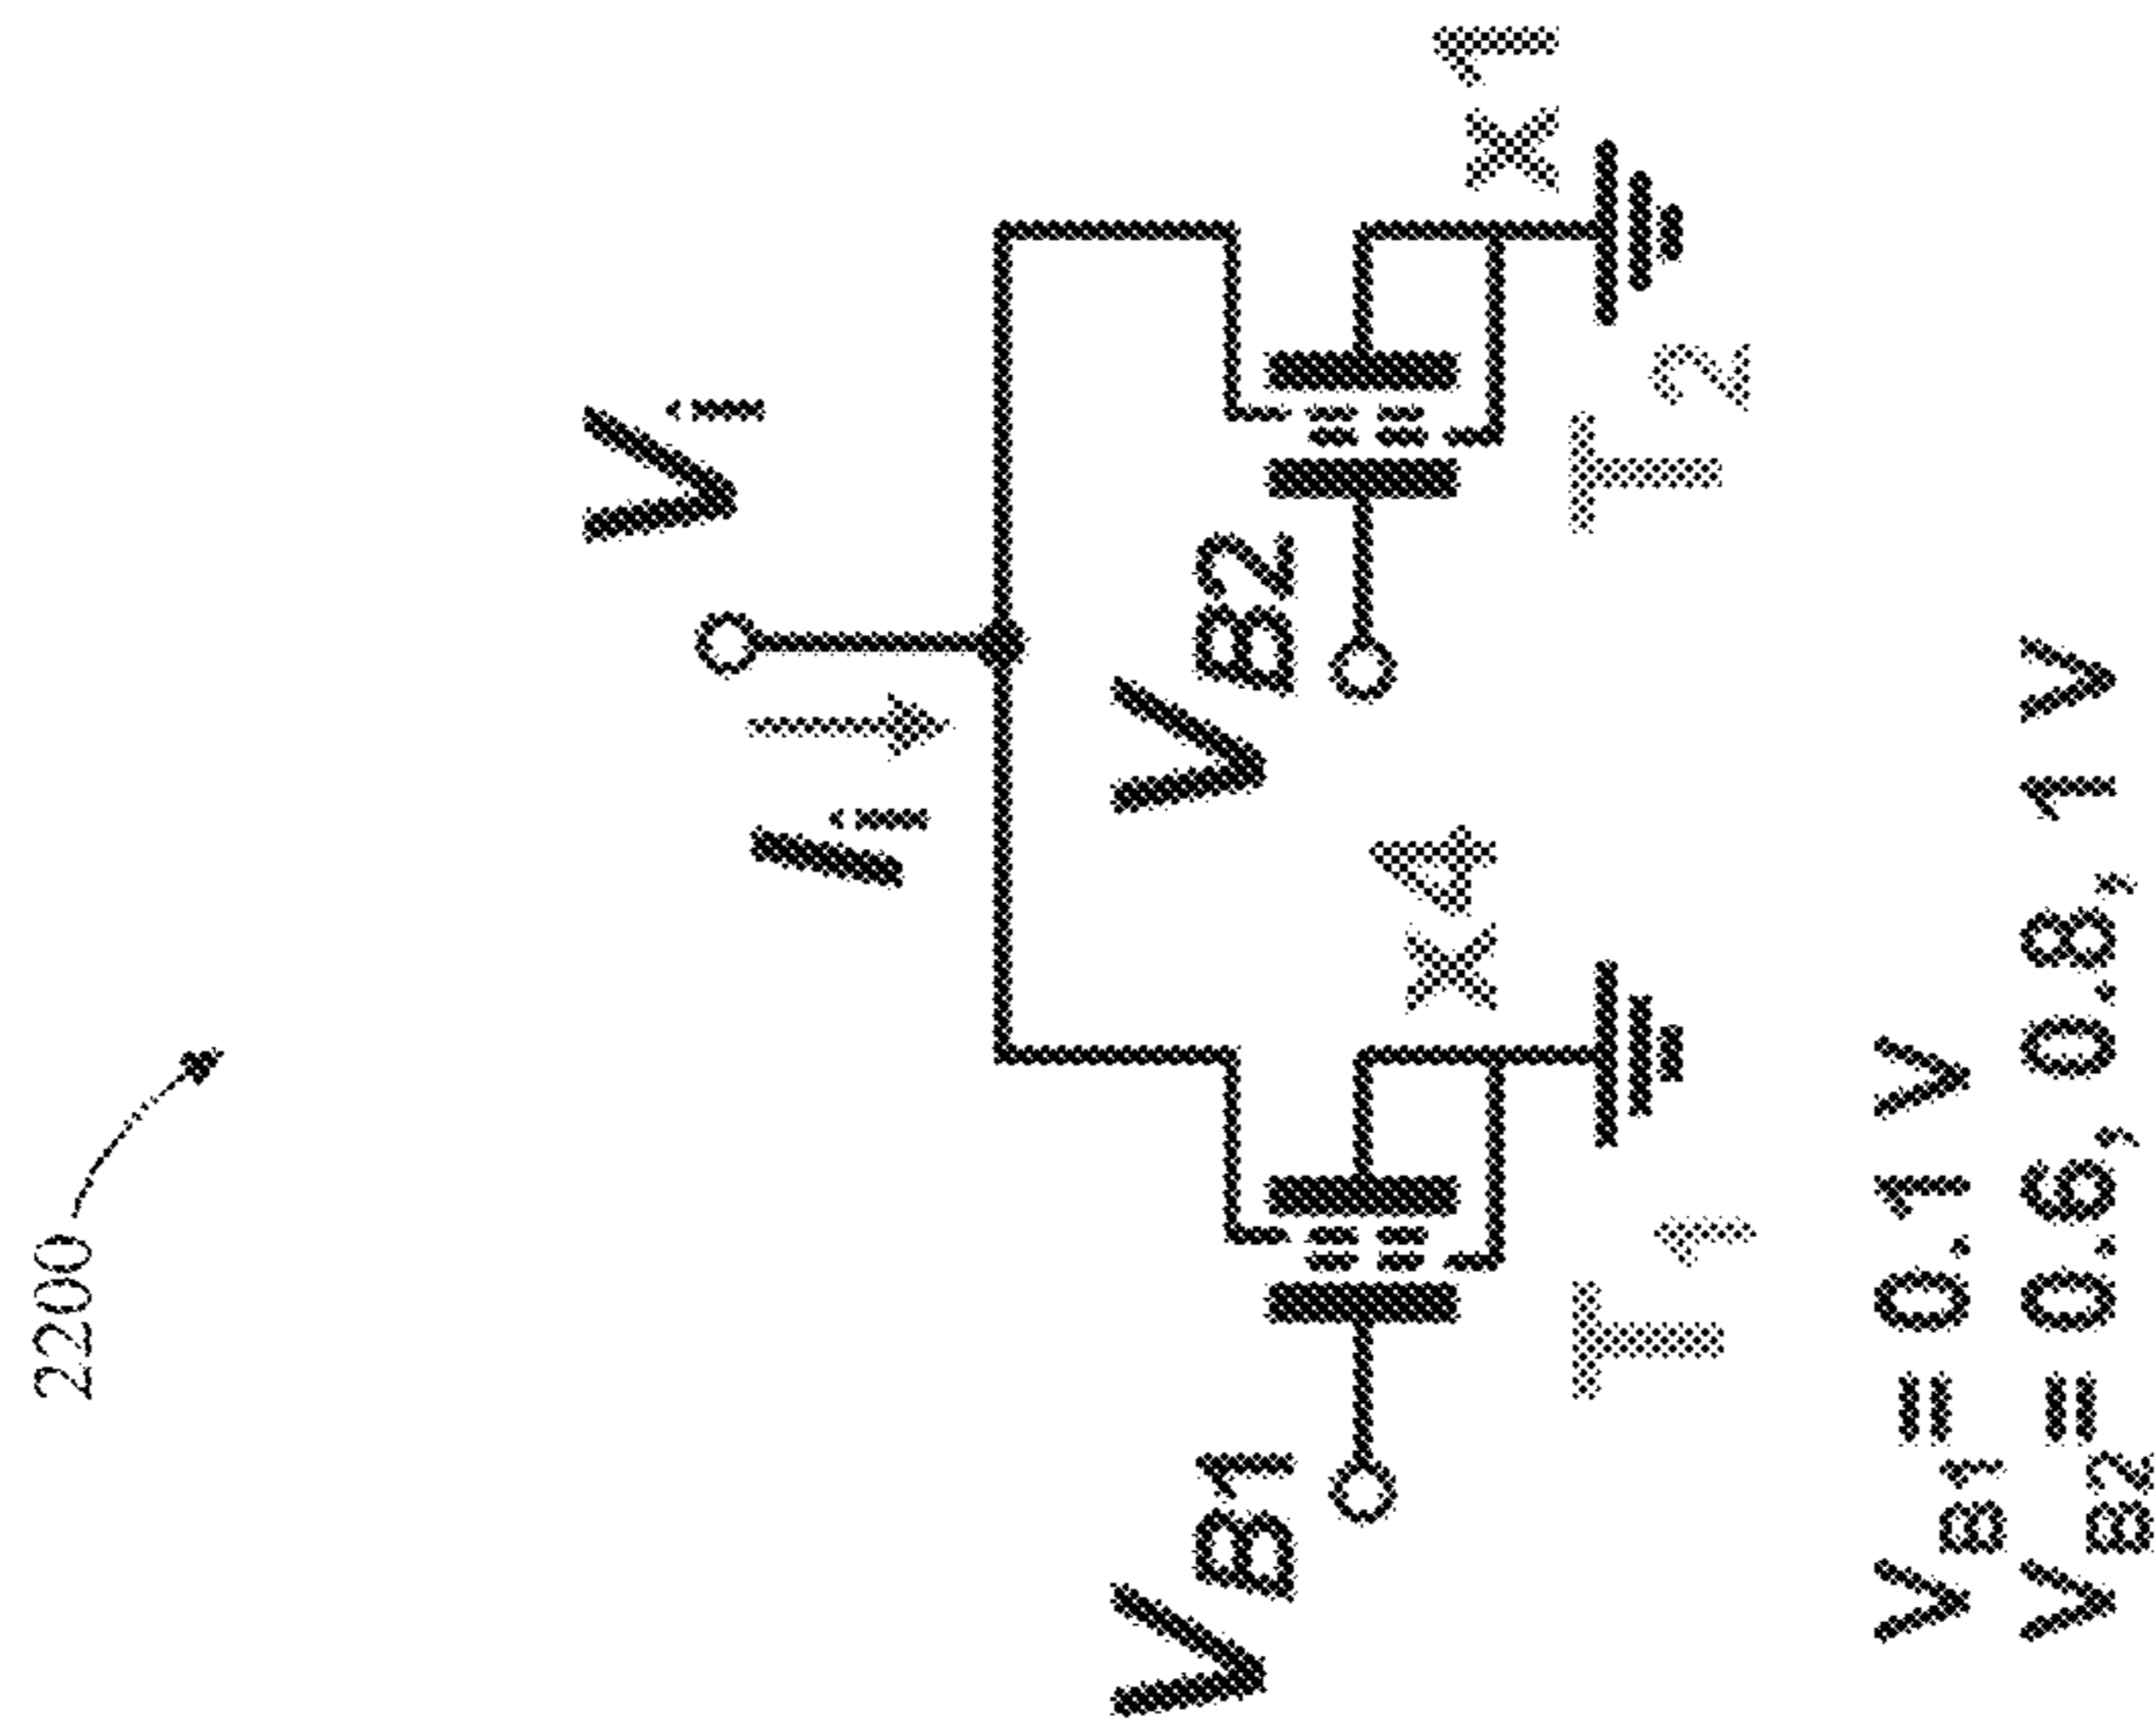 2200
Vi
Ii
VB1
VB2
x4
x1
T1
T2
VB1 = 0.1 V
VB2 = 0.6, 0.8, 1 V